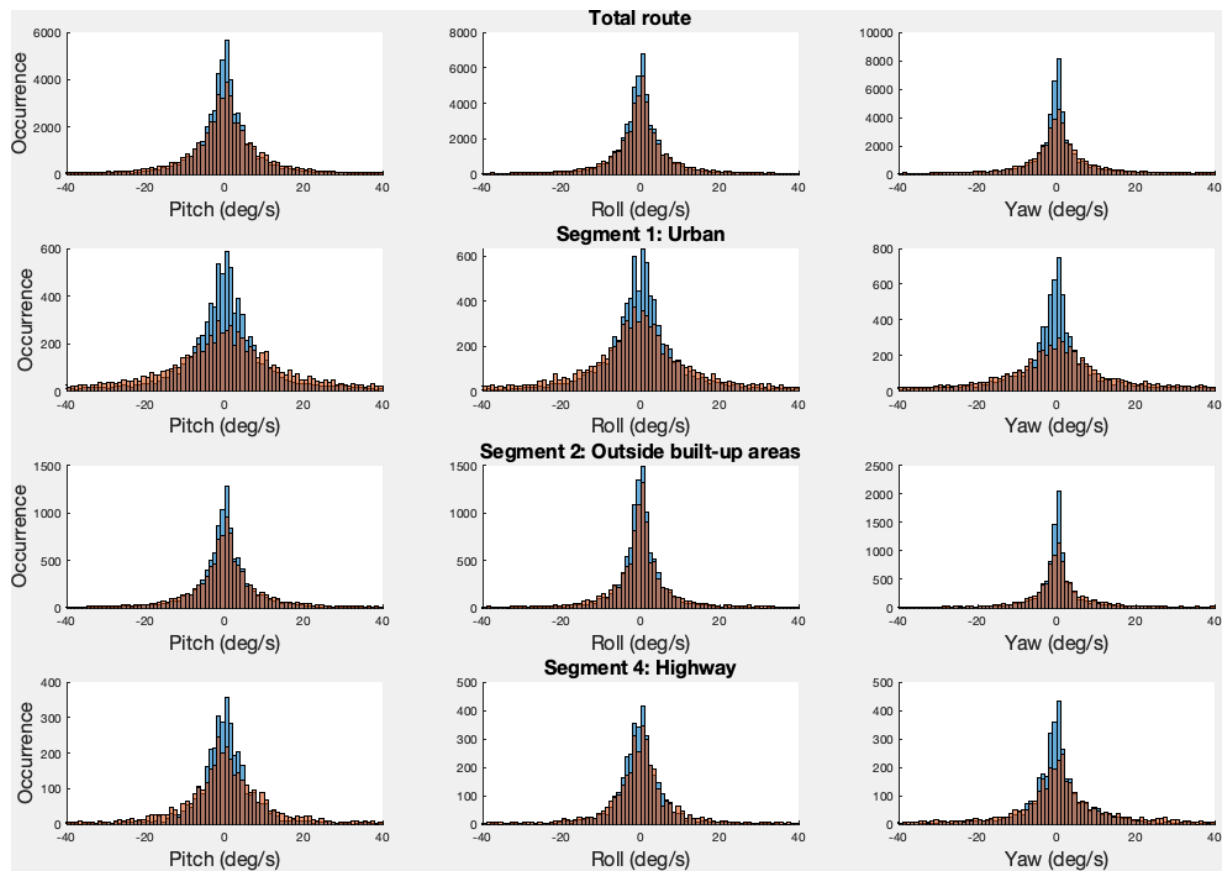 Total route
6000 8000 10000
4000 6000 8000
2000 4000 6000
0 2000 4000
0 2000
0
Occurrence
-40 -20 0 20 40 -40 -20 0 20 40 -40 -20 0 20 40
Pitch (deg/s) Roll (deg/s) Yaw (deg/s)
Segment 1: Urban
600 600 800
400 400 600
200 200 400
0 0 200
0
Occurrence
-40 -20 0 20 40 -40 -20 0 20 40 -40 -20 0 20 40
Pitch (deg/s) Roll (deg/s) Yaw (deg/s)
Segment 2: Outside built-up areas
1500 1500 2500
1000 1000 2000
500 500 1500
0 0 1000
500
0
Occurrence
-40 -20 0 20 40 -40 -20 0 20 40 -40 -20 0 20 40
Pitch (deg/s) Roll (deg/s) Yaw (deg/s)
Segment 4: Highway
400 500 500
300 400 400
200 300 300
100 200 200
0 100 100
0 0
Occurrence
-40 -20 0 20 40 -40 -20 0 20 40 -40 -20 0 20 40
Pitch (deg/s) Roll (deg/s) Yaw (deg/s)